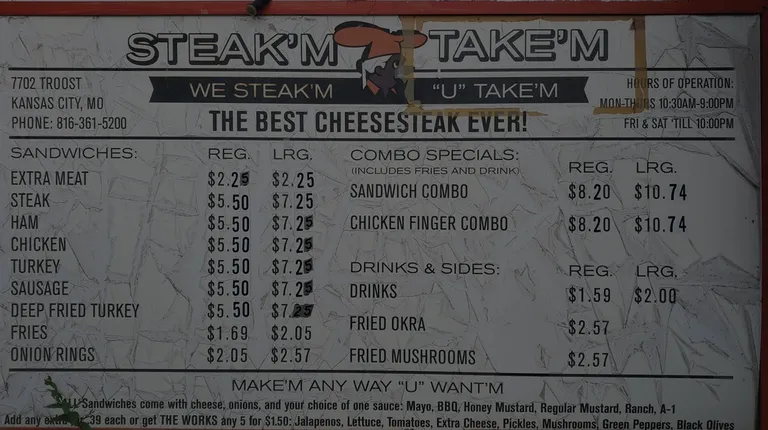 STEAK'M TAKE'M
WE STEAK'M "U" TAKE'M
7702 TROOST
KANSAS CITY, MO
PHONE: 816-361-5200
HOURS OF OPERATION:
MON-THURS 10:30AM-9:00PM
FRI & SAT 'TILL 10:00PM
THE BEST CHEESESTEAK EVER!
SANDWICHES: REG. LRG.
EXTRA MEAT $2.25 $2.25
STEAK $5.50 $7.25
HAM $5.50 $7.25
CHICKEN $5.50 $7.25
TURKEY $5.50 $7.25
SAUSAGE $5.50 $7.25
DEEP FRIED TURKEY $5.50 $7.25
FRIES $1.69 $2.05
ONION RINGS $2.05 $2.57
COMBO SPECIALS: REG. LRG.
(INCLUDES FRIES AND DRINK)
SANDWICH COMBO $8.20 $10.74
CHICKEN FINGER COMBO $8.20 $10.74
DRINKS & SIDES: REG. LRG.
DRINKS $1.59 $2.00
FRIED OKRA $2.57
FRIED MUSHROOMS $2.57
MAKE'M ANY WAY "U" WANT'M
Sandwiches come with cheese, onions, and your choice of one sauce: Mayo, BBQ, Honey Mustard, Regular Mustard, Ranch, A-1
Add any .39 each or get THE WORKS any 5 for $1.50: Jalapenos, Lettuce, Tomatoes, Extra Cheese, Pickles, Mushrooms, Green Peppers, Black Olives